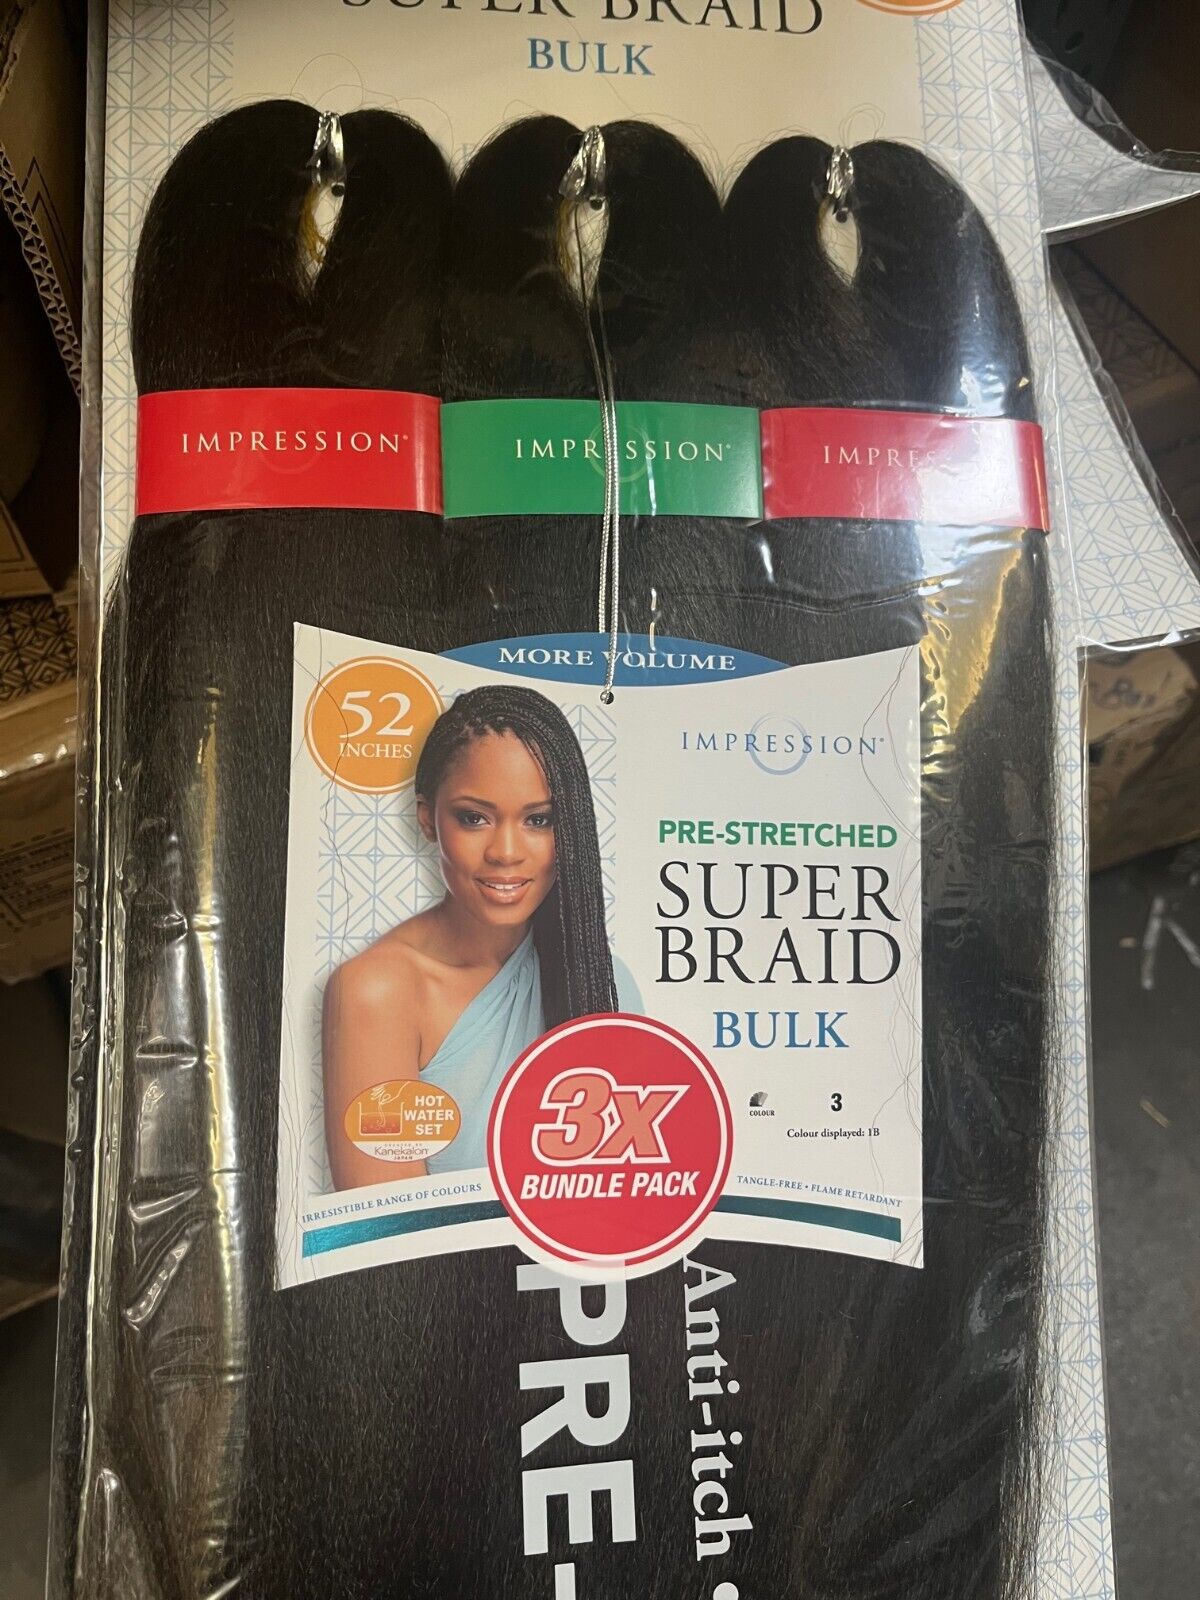 SUPER BRAID
BULK
IMPRESSION®
IMPRESSION®
IMPRES
MORE VOLUME
52
INCHES
IMPRESSION®
PRE-STRETCHED
SUPER
BRAID
BULK
HOT
WATER
SET
Kanekalon
JAPAN
COLOUR
3
Colour displayed: 1B
3X
BUNDLE PACK
IRRESISTIBLE RANGE OF COLOURS
TANGLE-FREE • FLAME RETARDANT
PRE-
Anti-itch •